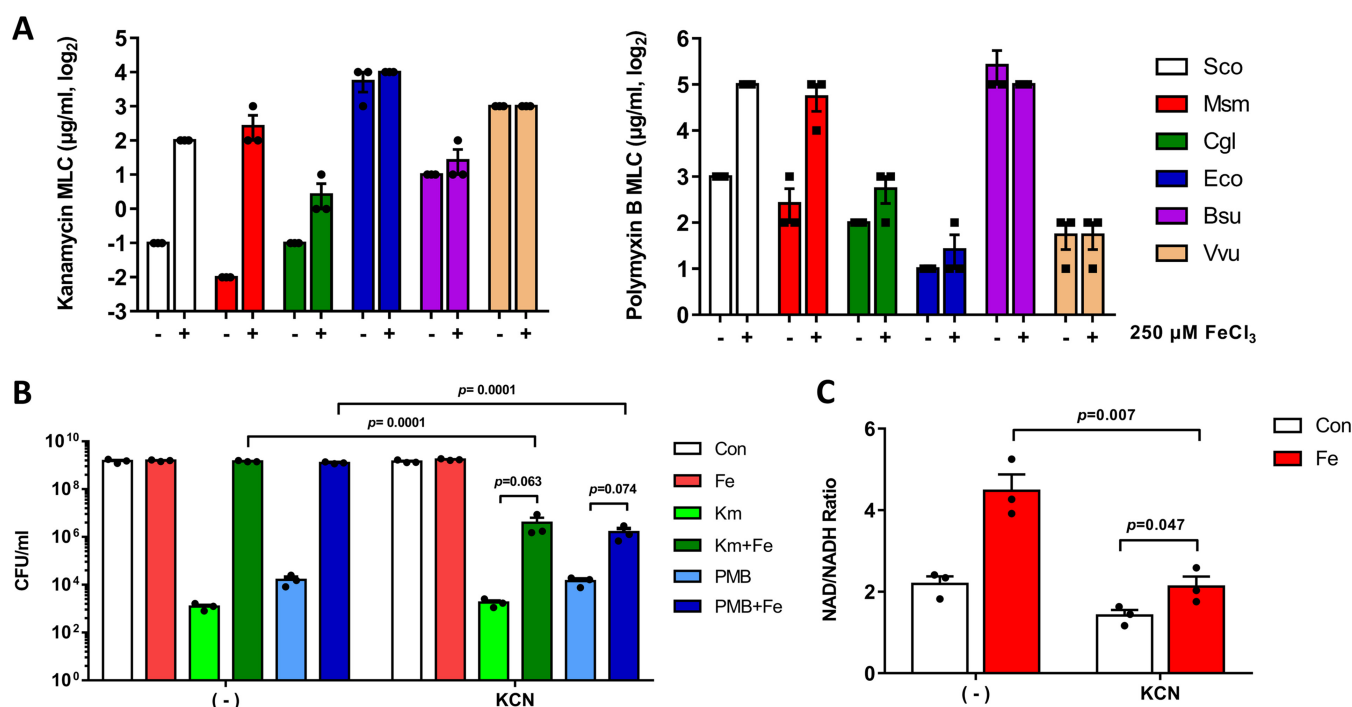 A
Kanamycin MLC (µg/ml, log2)
5
4
3
2
1
0
-1
-2
-3
- + - + - + - + - + - +
Polymyxin B MLC (µg/ml, log2)
6
5
4
3
2
1
0
- + - + - + - + - + - +
250 µM FeCl3
Sco
Msm
Cgl
Eco
Bsu
Vvu
B
p= 0.0001
p= 0.0001
p=0.063
p=0.074
CFU/ml
10^10
10^8
10^6
10^4
10^2
10^0
( - )
KCN
Con
Fe
Km
Km+Fe
PMB
PMB+Fe
C
p=0.007
p=0.047
NAD/NADH Ratio
6
4
2
0
( - )
KCN
Con
Fe